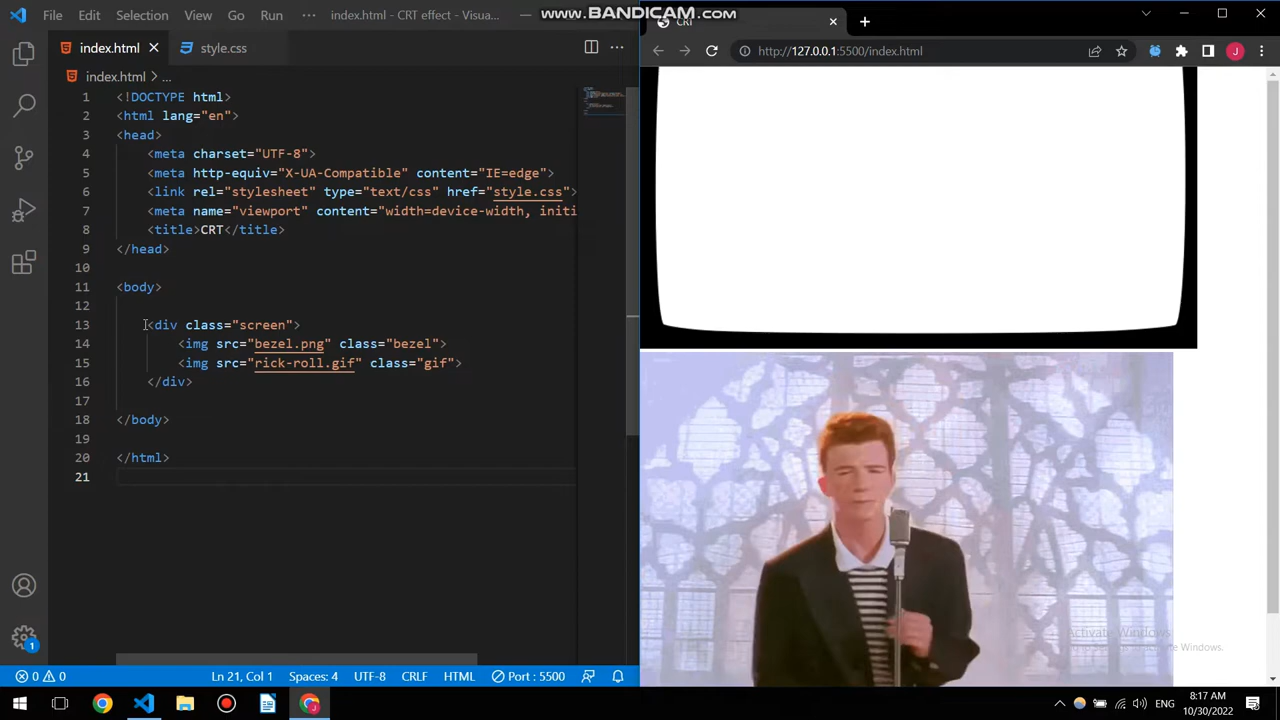 File Edit Selection View Go Run ··· index.html - CRT effect - Visua...
www.BANDICAM.com
index.html
style.css
CRT
http://127.0.0.1:5500/index.html
J
index.html > ...
1 <!DOCTYPE html>
2 <html lang="en">
3 <head>
4 <meta charset="UTF-8">
5 <meta http-equiv="X-UA-Compatible" content="IE=edge">
6 <link rel="stylesheet" type="text/css" href="style.css">
7 <meta name="viewport" content="width=device-width, initi
8 <title>CRT</title>
9 </head>
10
11 <body>
12
13 <div class="screen">
14 <img src="bezel.png" class="bezel">
15 <img src="rick-roll.gif" class="gif">
16 </div>
17
18 </body>
19
20 </html>
21
Activate Windows
1
0 0 Ln 21, Col 1 Spaces: 4 UTF-8 CRLF HTML Port : 5500
ENG
8:17 AM
10/30/2022